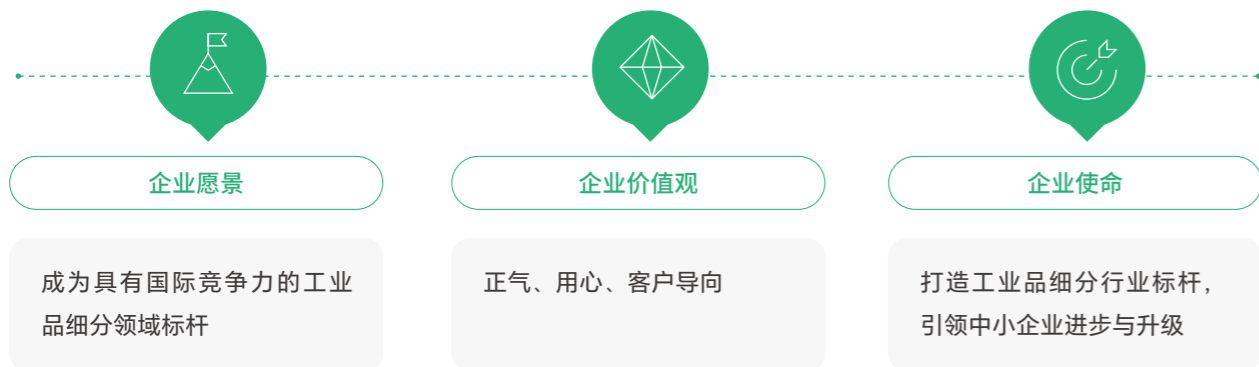 企业愿景
成为具有国际竞争力的工业
品细分领域标杆
企业价值观
正气、用心、客户导向
企业使命
打造工业品细分行业标杆，
引领中小企业进步与升级